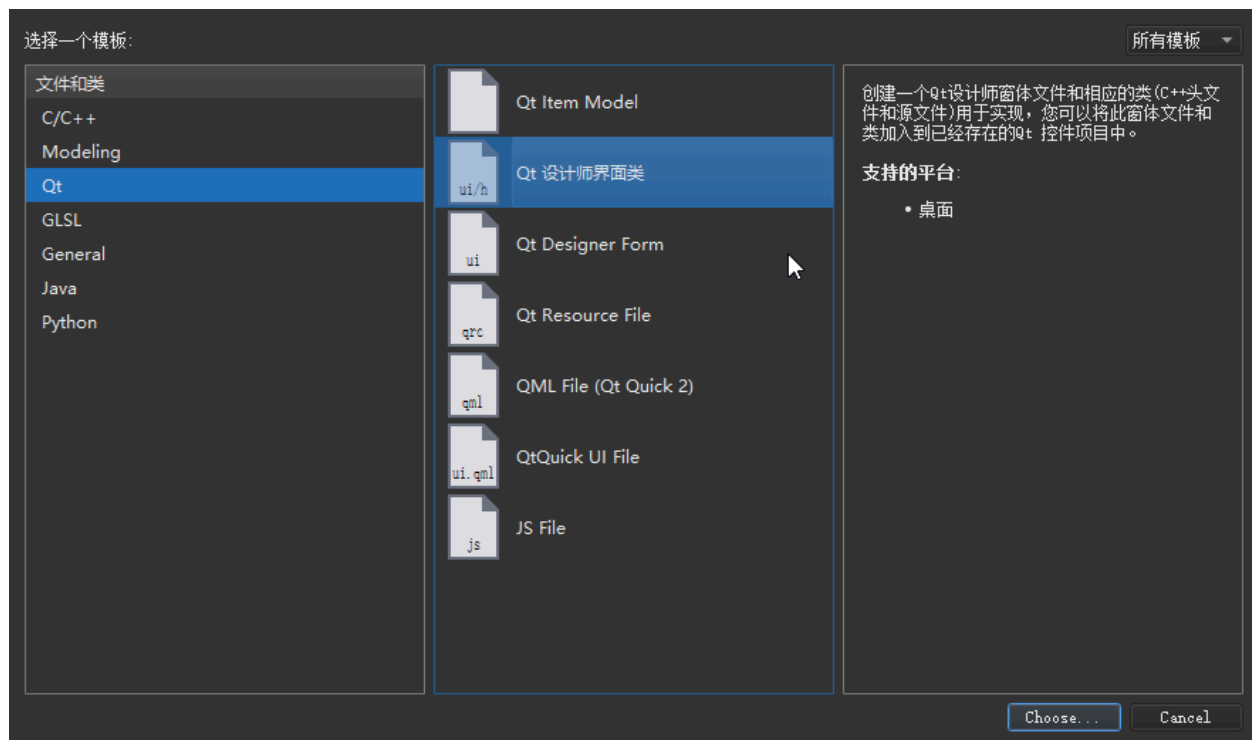 选择一个模板:
所有模板
文件和类
C/C++
Modeling
Qt
GLSL
General
Java
Python
Qt Item Model
ui/h
Qt 设计师界面类
ui
Qt Designer Form
qrc
Qt Resource File
qml
QML File (Qt Quick 2)
ui.qml
QtQuick UI File
js
JS File
创建一个Qt设计师窗体文件和相应的类(C++头文
件和源文件)用于实现，您可以将此窗体文件和
类加入到已经存在的Qt 控件项目中。
支持的平台:
• 桌面
Choose...
Cancel